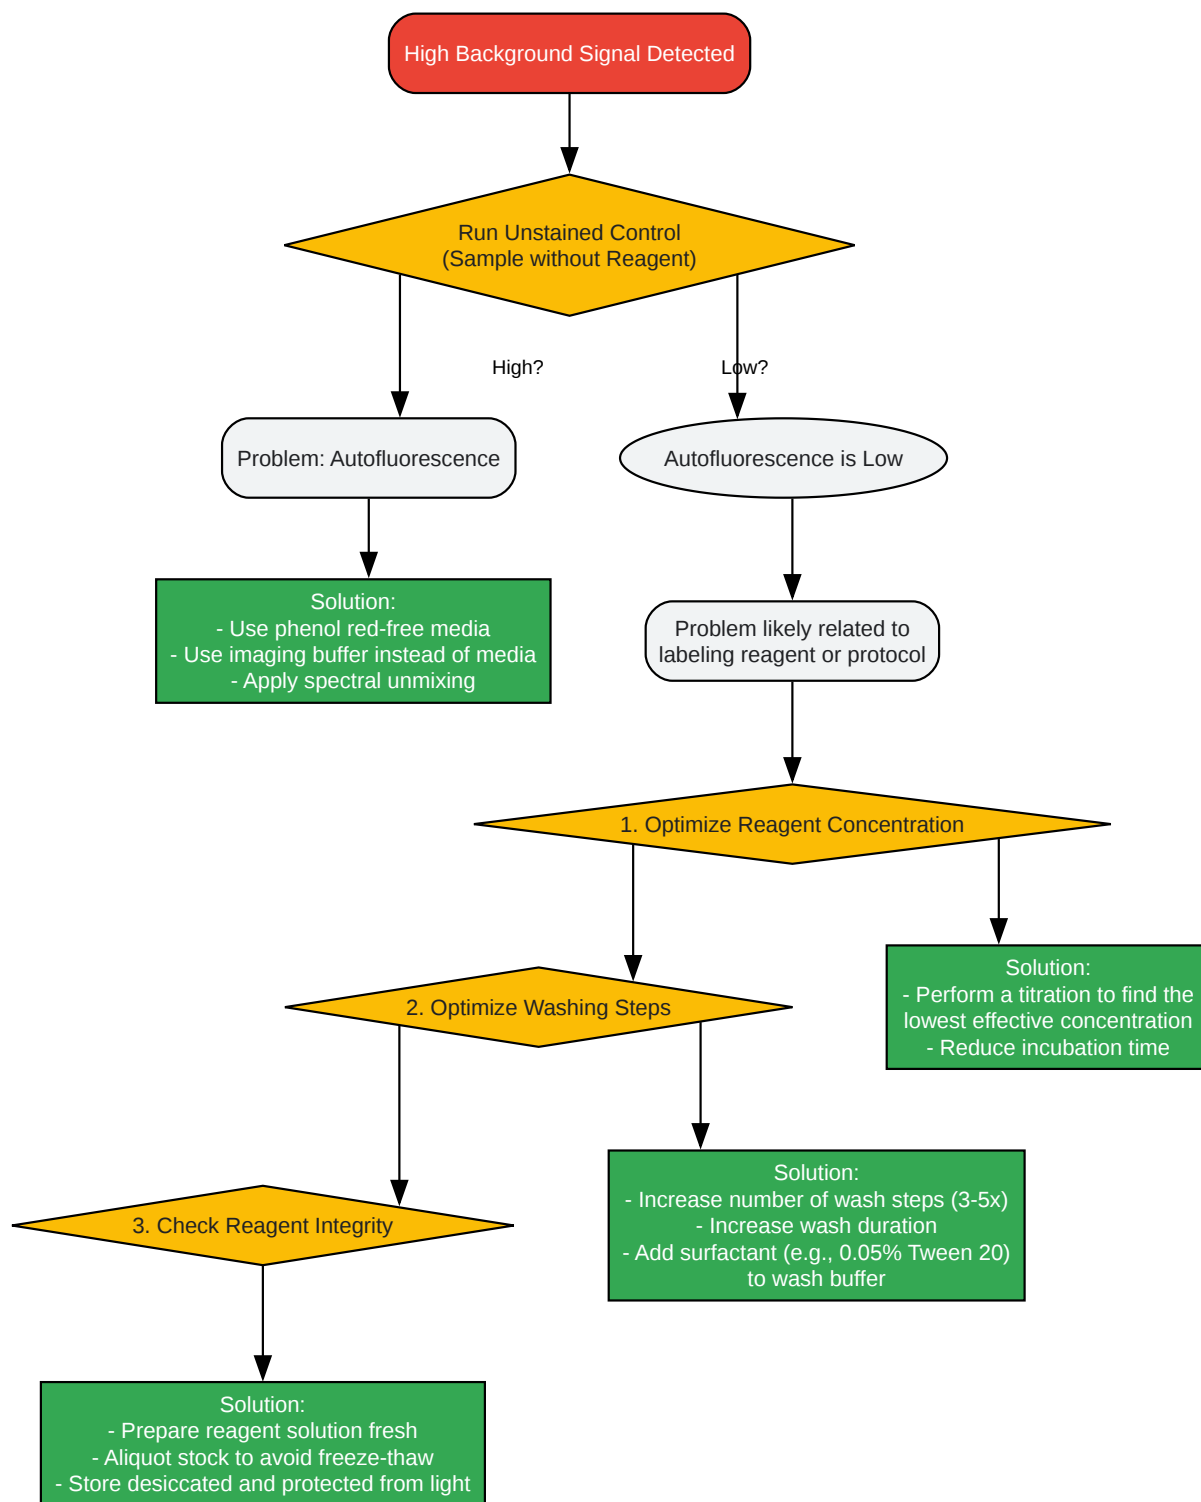 High Background Signal Detected
Run Unstained Control
(Sample without Reagent)
High?
Low?
Problem: Autofluorescence
Autofluorescence is Low
Solution:
- Use phenol red-free media
- Use imaging buffer instead of media
- Apply spectral unmixing
Problem likely related to
labeling reagent or protocol
1. Optimize Reagent Concentration
Solution:
- Perform a titration to find the
lowest effective concentration
- Reduce incubation time
2. Optimize Washing Steps
Solution:
- Increase number of wash steps (3-5x)
- Increase wash duration
- Add surfactant (e.g., 0.05% Tween 20)
to wash buffer
3. Check Reagent Integrity
Solution:
- Prepare reagent solution fresh
- Aliquot stock to avoid freeze-thaw
- Store desiccated and protected from light